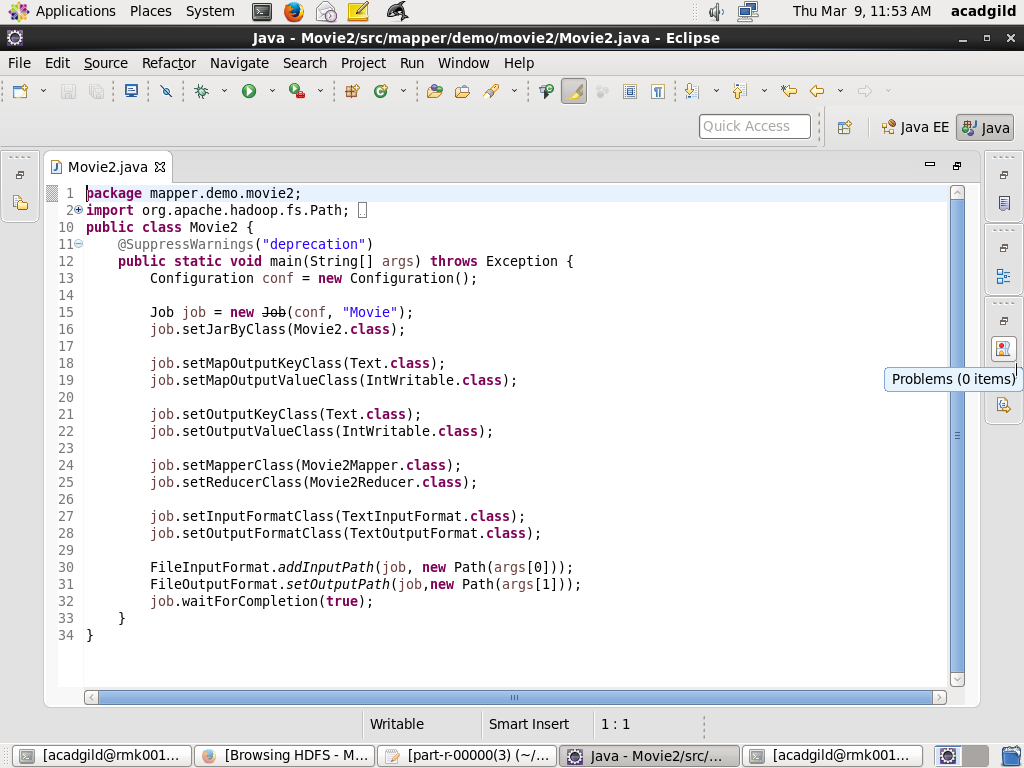 Applications Places System Thu Mar 9, 11:53 AM acadgild
Java - Movie2/src/mapper/demo/movie2/Movie2.java - Eclipse
File Edit Source Refactor Navigate Search Project Run Window Help
Quick Access Java EE Java
Movie2.java
1 package mapper.demo.movie2;
2 import org.apache.hadoop.fs.Path;
10 public class Movie2 {
11 @SuppressWarnings("deprecation")
12 public static void main(String[] args) throws Exception {
13 Configuration conf = new Configuration();
14
15 Job job = new Job(conf, "Movie");
16 job.setJarByClass(Movie2.class);
17
18 job.setMapOutputKeyClass(Text.class);
19 job.setMapOutputValueClass(IntWritable.class);
20
21 job.setOutputKeyClass(Text.class);
22 job.setOutputValueClass(IntWritable.class);
23
24 job.setMapperClass(Movie2Mapper.class);
25 job.setReducerClass(Movie2Reducer.class);
26
27 job.setInputFormatClass(TextInputFormat.class);
28 job.setOutputFormatClass(TextOutputFormat.class);
29
30 FileInputFormat.addInputPath(job, new Path(args[0]));
31 FileOutputFormat.setOutputPath(job,new Path(args[1]));
32 job.waitForCompletion(true);
33 }
34 }
Problems (0 items)
Writable Smart Insert 1 : 1
[acadgild@rmk001... [Browsing HDFS - M... [part-r-00000(3) (~/... Java - Movie2/src/... [acadgild@rmk001...